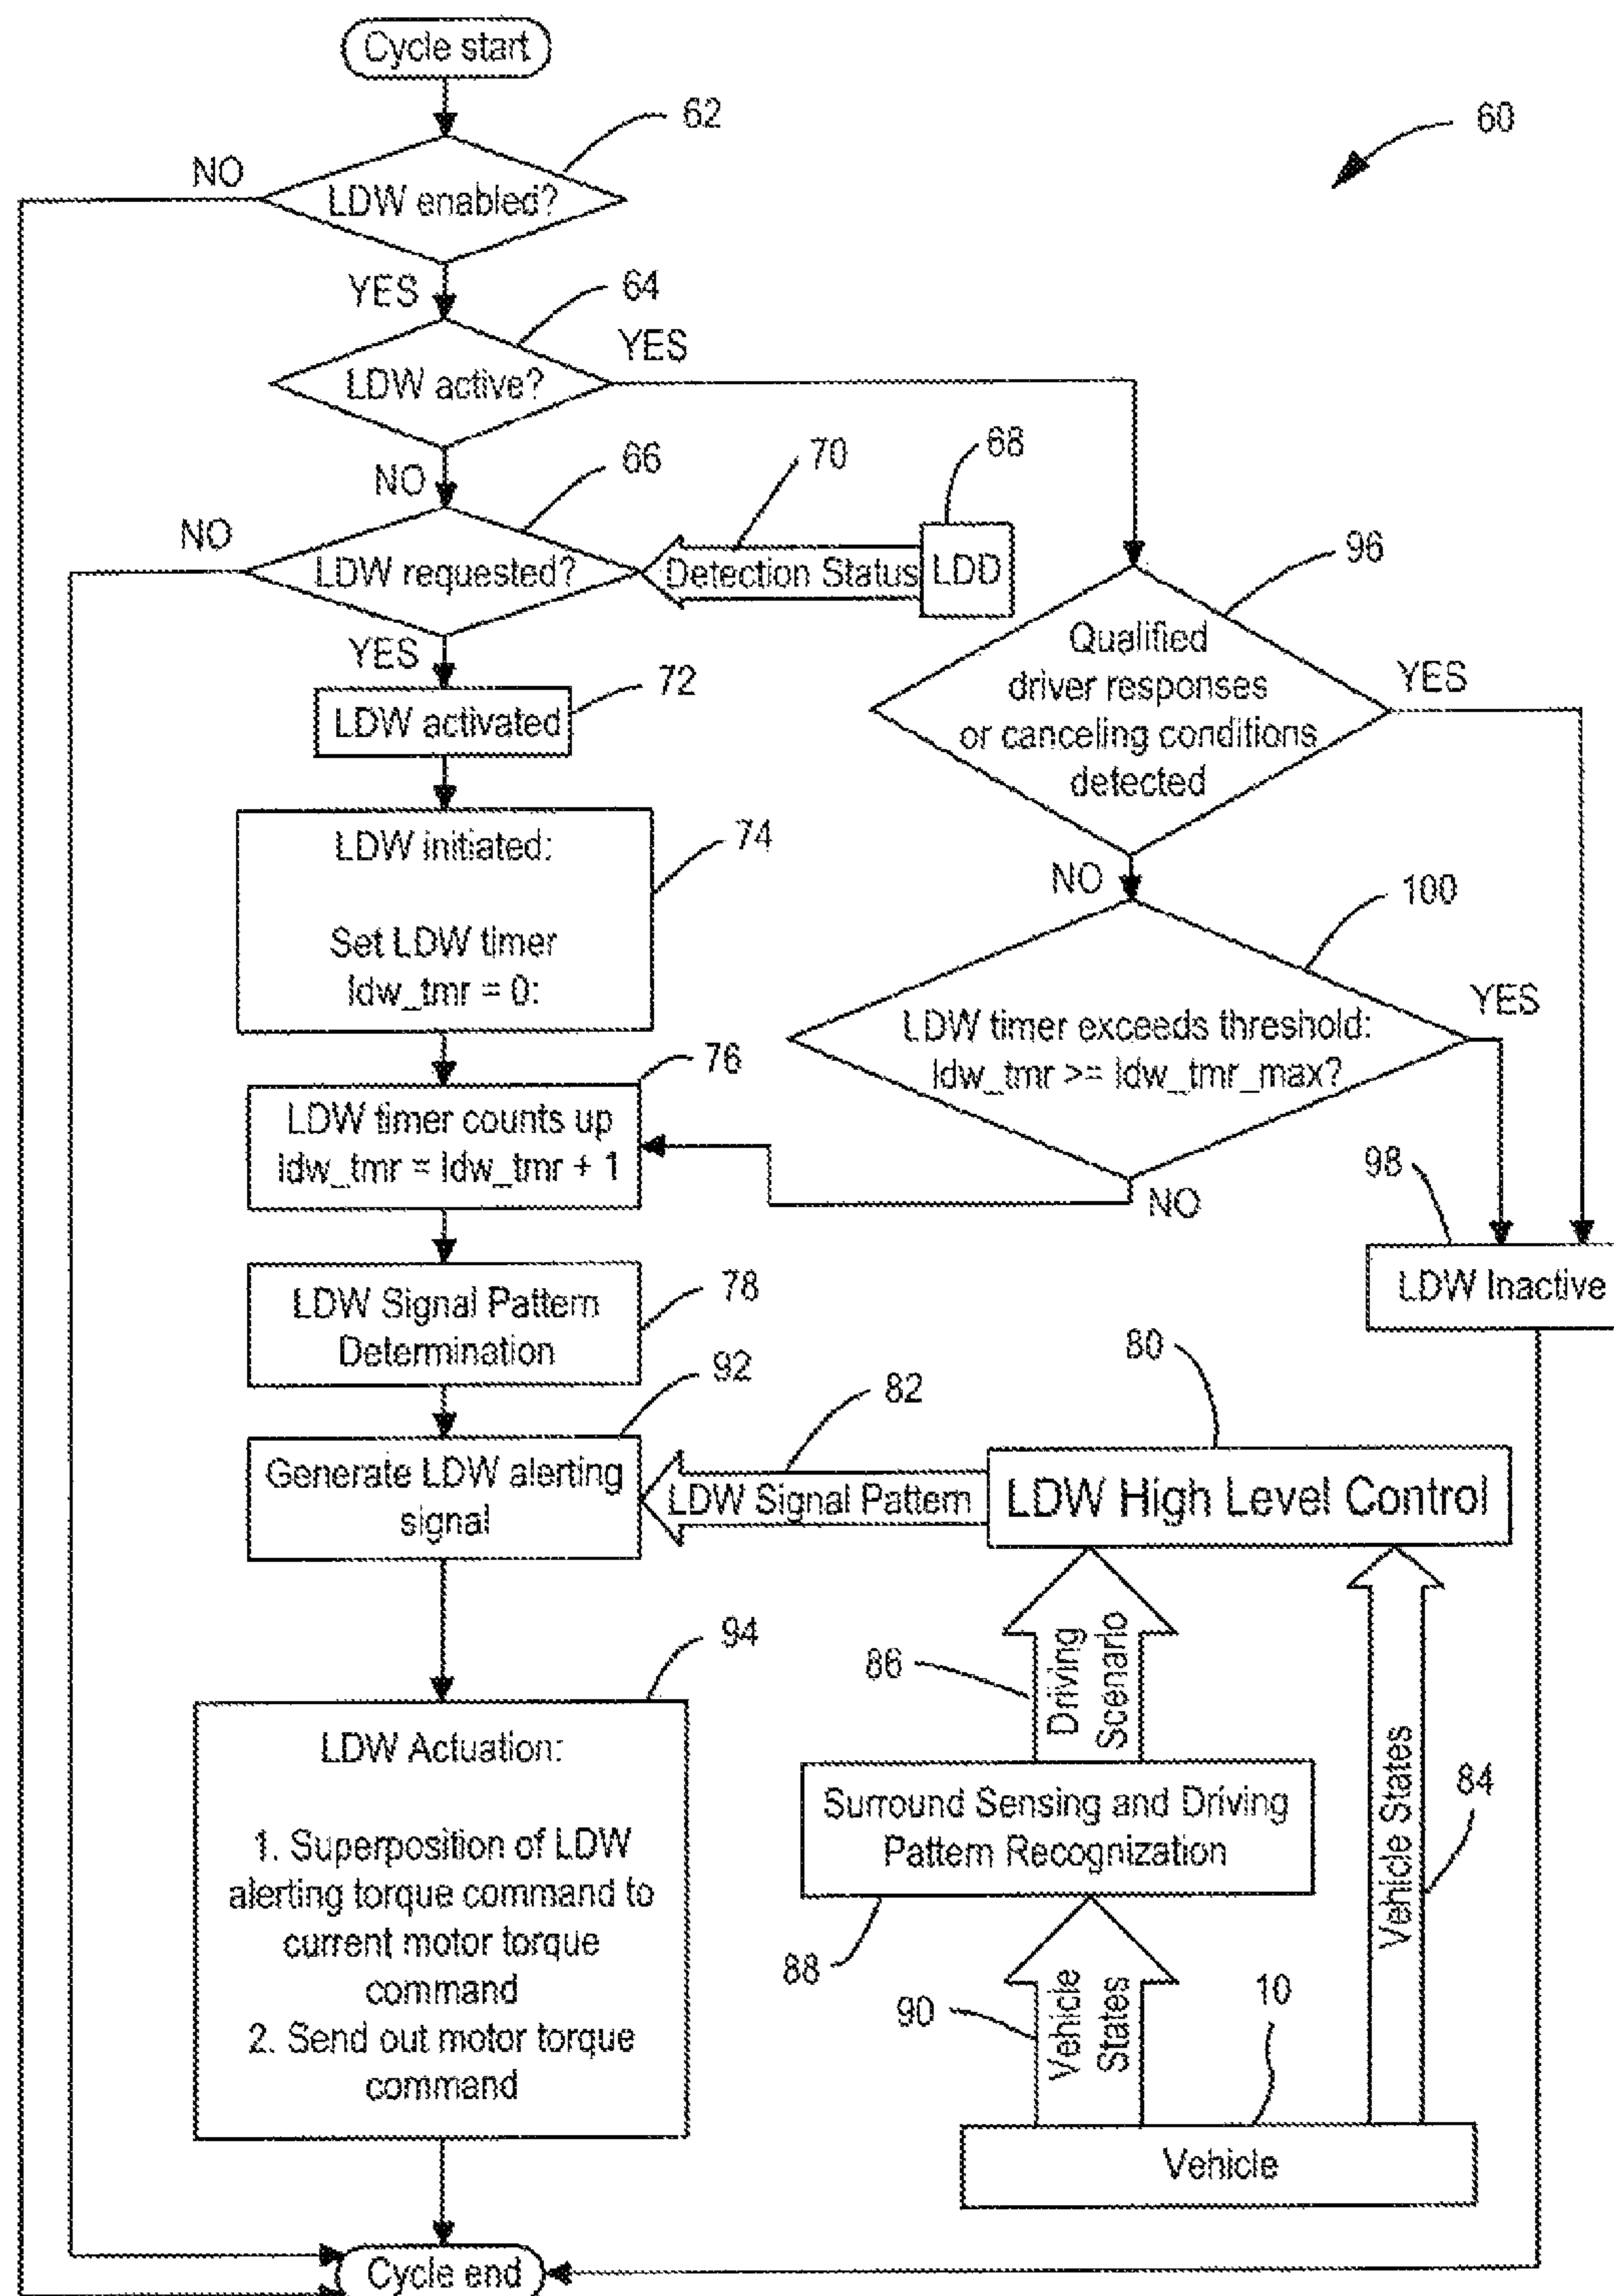 Cycle start
60
62
NO
LDW enabled?
YES
64
YES
LDW active?
NO
66
70
68
NO
LDW requested?
Detection Status
LDD
96
YES
72
LDW activated
Qualified
driver responses
or canceling conditions
detected
YES
74
LDW initiated:
Set LDW timer
ldw_tmr = 0:
NO
100
LDW timer exceeds threshold:
ldw_tmr >= ldw_tmr_max?
YES
76
LDW timer counts up
ldw_tmr = ldw_tmr + 1
NO
98
LDW Inactive
78
LDW Signal Pattern
Determination
92
82
80
Generate LDW alerting
signal
LDW Signal Pattern
LDW High Level Control
94
86
Driving
Scenario
Vehicle States
84
LDW Actuation:
1. Superposition of LDW
alerting torque command to
current motor torque
command
2. Send out motor torque
command
Surround Sensing and Driving
Pattern Recognization
88
90
Vehicle
States
10
Vehicle
Cycle end